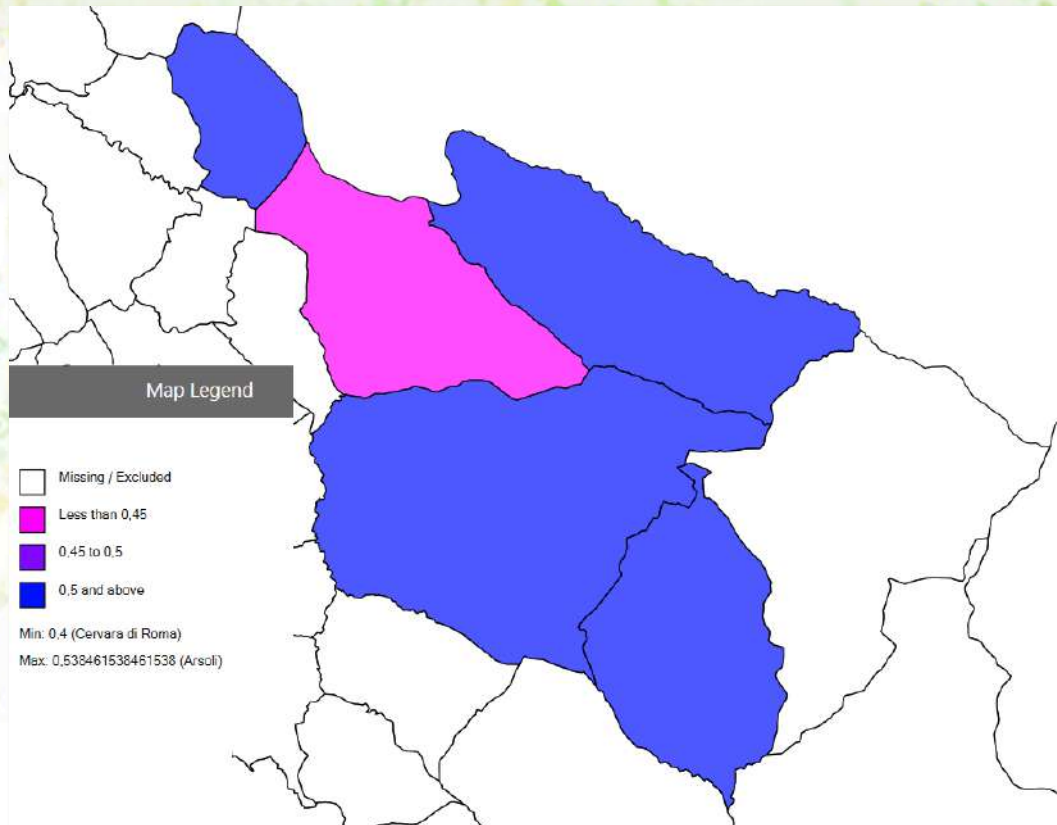 Map Legend
Missing / Excluded
Less than 0,45
0,45 to 0,5
0,5 and above
Min: 0,4 (Cervara di Roma)
Max: 0,538461538461538 (Arsoli)